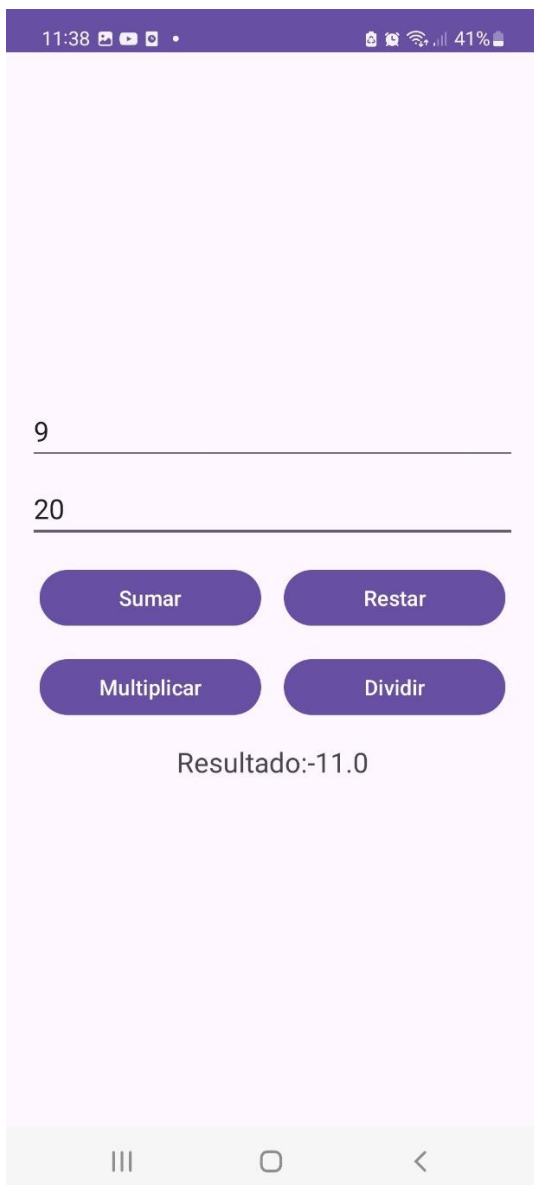 11:38 41%
9
20
Sumar Restar
Multiplicar Dividir
Resultado:-11.0